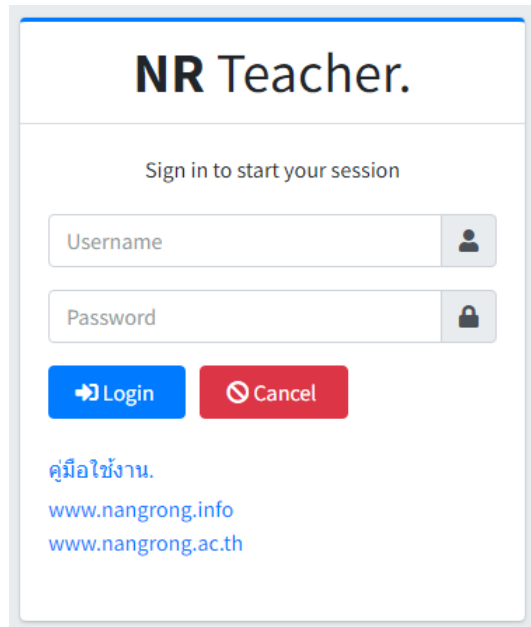 NR Teacher.
Sign in to start your session
Username
Password
Login Cancel
คู่มือใช้งาน.
www.nangrong.info
www.nangrong.ac.th